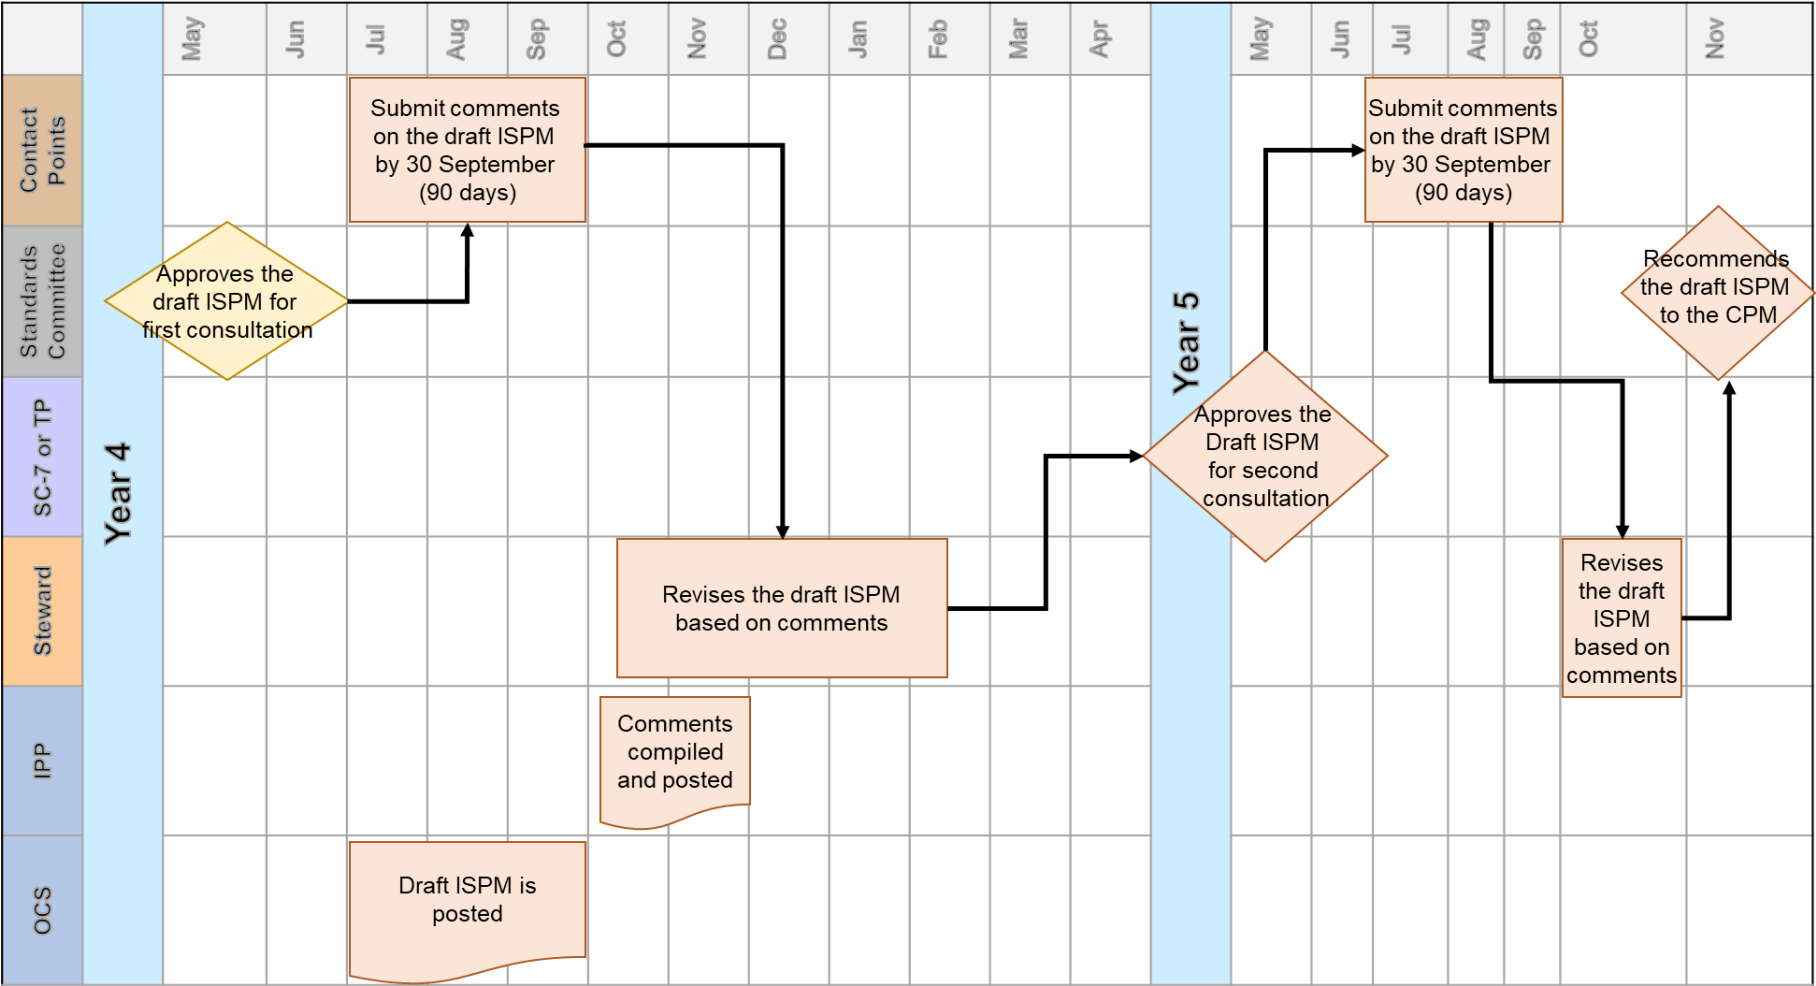 May
Jun
Jul
Aug
Sep
Oct
Nov
Dec
Jan
Feb
Mar
Apr
May
Jun
Jul
Aug
Sep
Oct
Nov
Contact
Points
Submit comments
on the draft ISPM
by 30 September
(90 days)
Submit comments
on the draft ISPM
by 30 September
(90 days)
Standards
Committee
Approves the
draft ISPM for
first consultation
Recommends
the draft ISPM
to the CPM
Year 4
Year 5
SC-7 or TP
Approves the
Draft ISPM
for second
consultation
Steward
Revises the draft ISPM
based on comments
Revises
the draft
ISPM
based on
comments
IPP
Comments
compiled
and posted
OCS
Draft ISPM is
posted